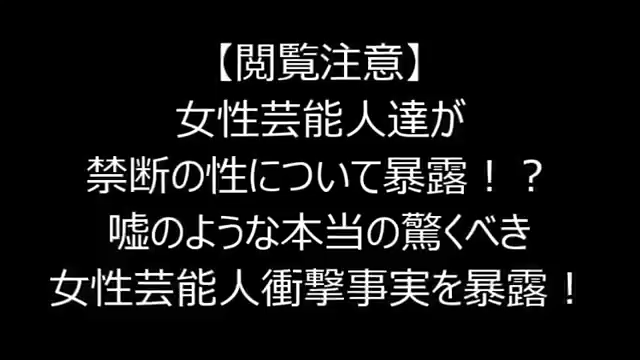 【閲覧注意】
女性芸能人達が
禁断の性について暴露！？
嘘のような本当の驚くべき
女性芸能人衝撃事実を暴露！